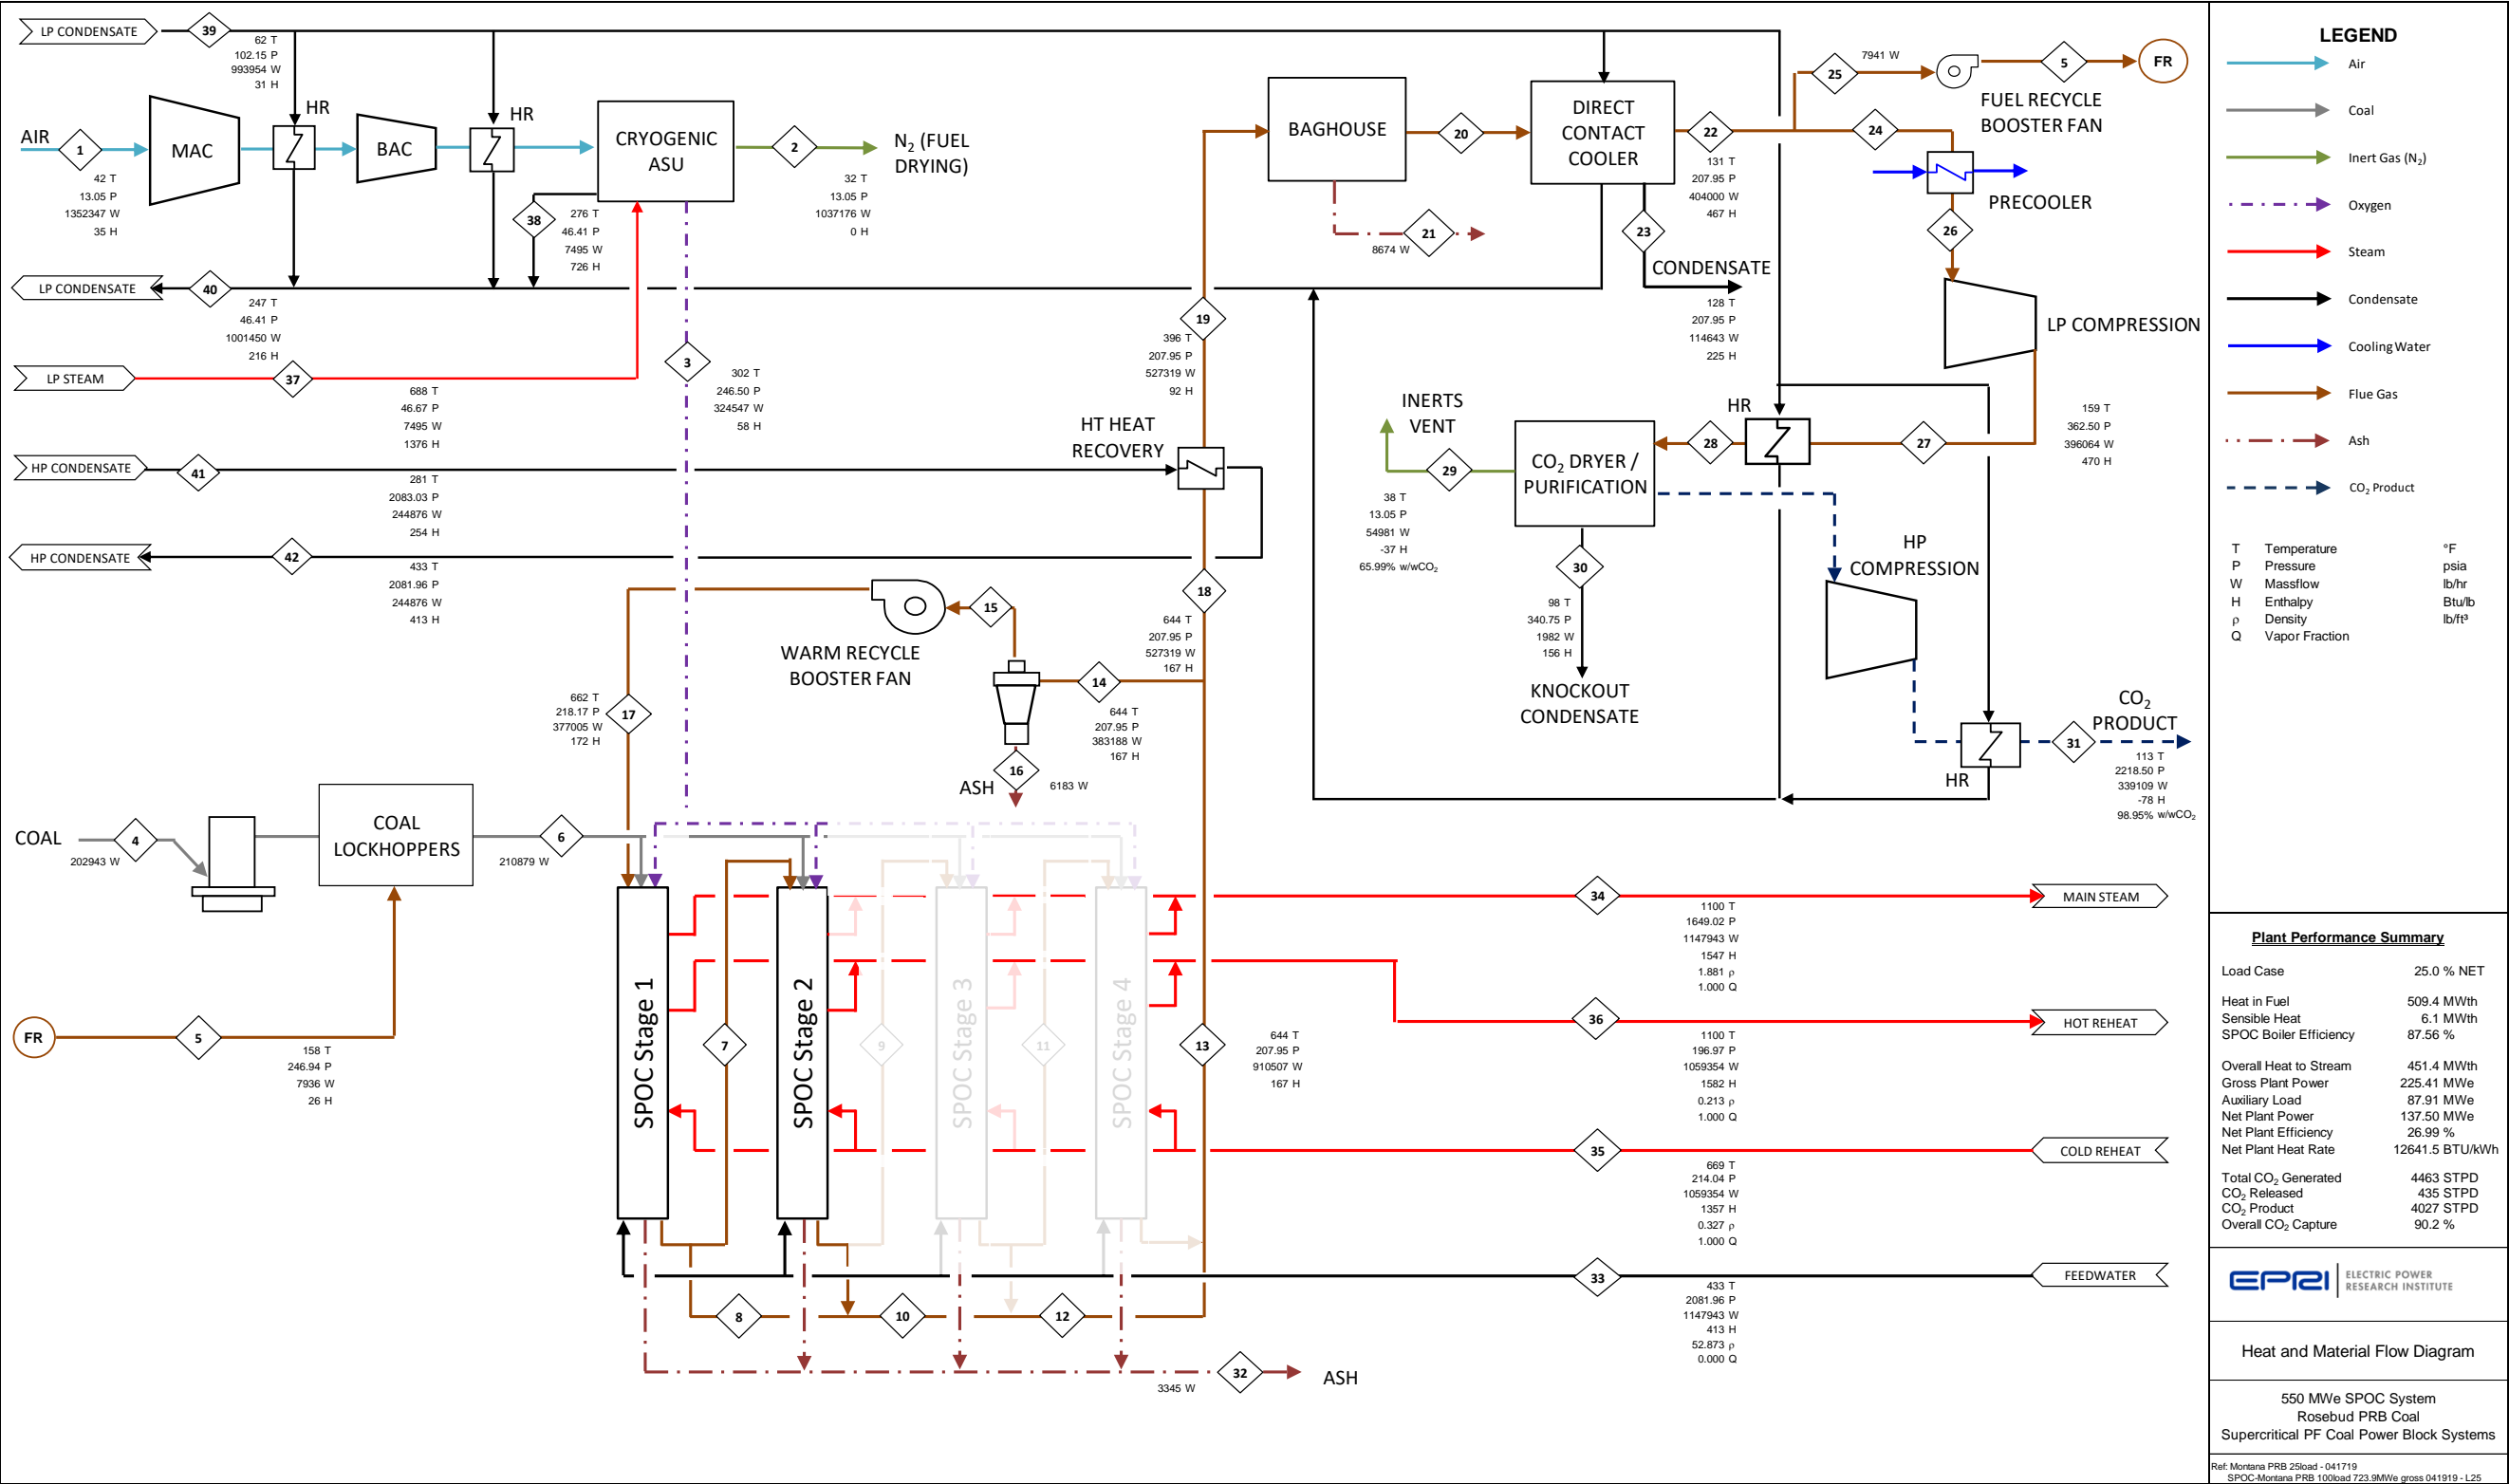 LP CONDENSATE
39
62 T
102.15 P
993954 W
31 H
HR
HR
AIR
1
MAC
BAC
CRYOGENIC
ASU
2
N₂ (FUEL
DRYING)
42 T
13.05 P
1352347 W
35 H
38
276 T
46.41 P
7495 W
726 H
32 T
13.05 P
1037176 W
0 H
LP CONDENSATE
40
247 T
46.41 P
1001450 W
216 H
LP STEAM
37
688 T
46.67 P
7495 W
1376 H
3
302 T
246.50 P
324547 W
58 H
HP CONDENSATE
41
281 T
2083.03 P
244876 W
254 H
HP CONDENSATE
42
433 T
2081.96 P
244876 W
413 H
BAGHOUSE
20
21
8674 W
DIRECT
CONTACT
COOLER
22
131 T
207.95 P
404000 W
467 H
23
CONDENSATE
128 T
207.95 P
114643 W
225 H
25
7941 W
5
FR
FUEL RECYCLE
BOOSTER FAN
24
PRECOOLER
26
LP COMPRESSION
159 T
362.50 P
396064 W
470 H
27
HR
28
CO₂ DRYER /
PURIFICATION
INERTS
VENT
29
38 T
13.05 P
54981 W
-37 H
65.99% w/wCO₂
30
98 T
340.75 P
1982 W
156 H
KNOCKOUT
CONDENSATE
HP
COMPRESSION
HR
CO₂
PRODUCT
31
113 T
2218.50 P
339109 W
-78 H
98.95% w/wCO₂
19
396 T
207.95 P
527319 W
92 H
HT HEAT
RECOVERY
18
644 T
207.95 P
527319 W
167 H
15
WARM RECYCLE
BOOSTER FAN
14
644 T
207.95 P
383188 W
167 H
16
ASH
6183 W
17
662 T
218.17 P
377005 W
172 H
COAL
4
202943 W
COAL
LOCKHOPPERS
6
210879 W
FR
5
158 T
246.94 P
7936 W
26 H
SPOC Stage 1
7
SPOC Stage 2
9
SPOC Stage 3
11
SPOC Stage 4
13
644 T
207.95 P
910507 W
167 H
8
10
12
3345 W
32
ASH
34
MAIN STEAM
1100 T
1649.02 P
1147943 W
1547 H
1.881 ρ
1.000 Q
36
HOT REHEAT
1100 T
196.97 P
1059354 W
1582 H
0.213 ρ
1.000 Q
35
COLD REHEAT
669 T
214.04 P
1059354 W
1357 H
0.327 ρ
1.000 Q
33
FEEDWATER
433 T
2081.96 P
1147943 W
413 H
52.873 ρ
0.000 Q
LEGEND
Air
Coal
Inert Gas (N₂)
Oxygen
Steam
Condensate
Cooling Water
Flue Gas
Ash
CO₂ Product
T Temperature °F
P Pressure psia
W Massflow lb/hr
H Enthalpy Btu/lb
ρ Density lb/ft³
Q Vapor Fraction
Plant Performance Summary
Load Case 25.0 % NET
Heat in Fuel 509.4 MWth
Sensible Heat 6.1 MWth
SPOC Boiler Efficiency 87.56 %
Overall Heat to Stream 451.4 MWth
Gross Plant Power 225.41 MWe
Auxiliary Load 87.91 MWe
Net Plant Power 137.50 MWe
Net Plant Efficiency 26.99 %
Net Plant Heat Rate 12641.5 BTU/kWh
Total CO₂ Generated 4463 STPD
CO₂ Released 435 STPD
CO₂ Product 4027 STPD
Overall CO₂ Capture 90.2 %
EPRI ELECTRIC POWER
RESEARCH INSTITUTE
Heat and Material Flow Diagram
550 MWe SPOC System
Rosebud PRB Coal
Supercritical PF Coal Power Block Systems
Ref: Montana PRB 25load - 041719
SPOC-Montana PRB 100load 723.9MWe gross 041919 - L25